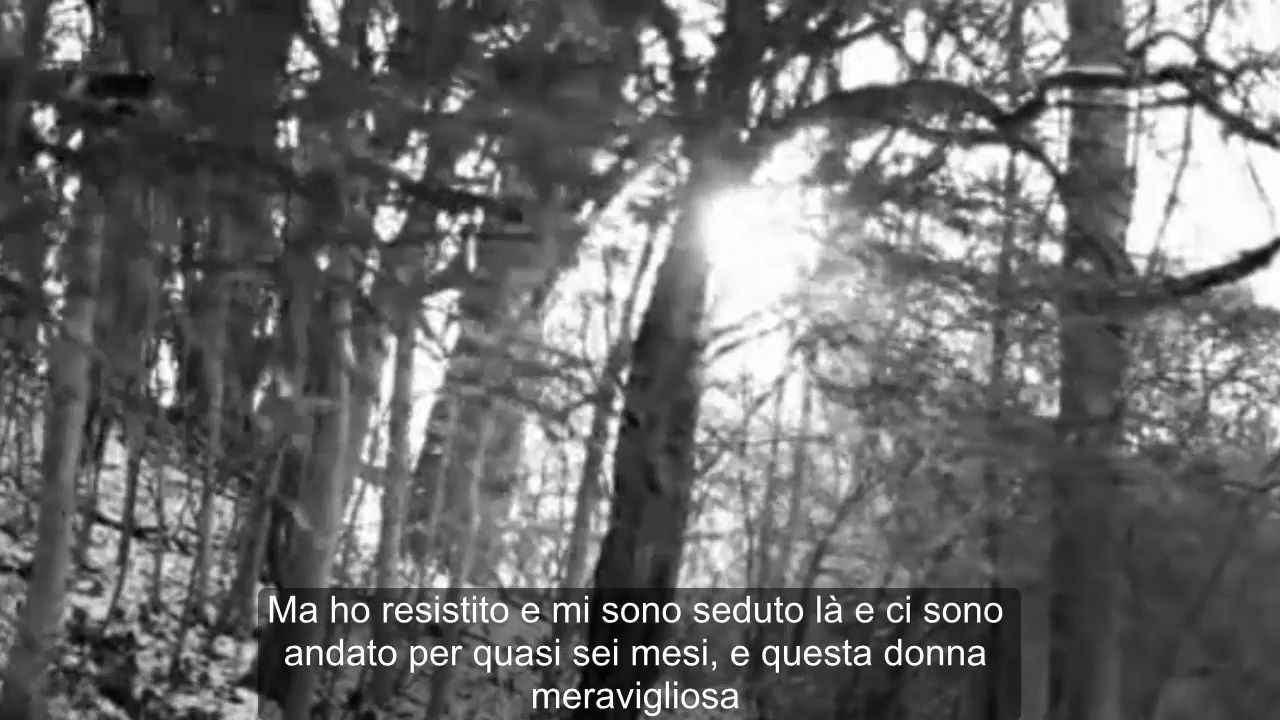 Ma ho resistito e mi sono seduto là e ci sono
andato per quasi sei mesi, e questa donna
meravigliosa